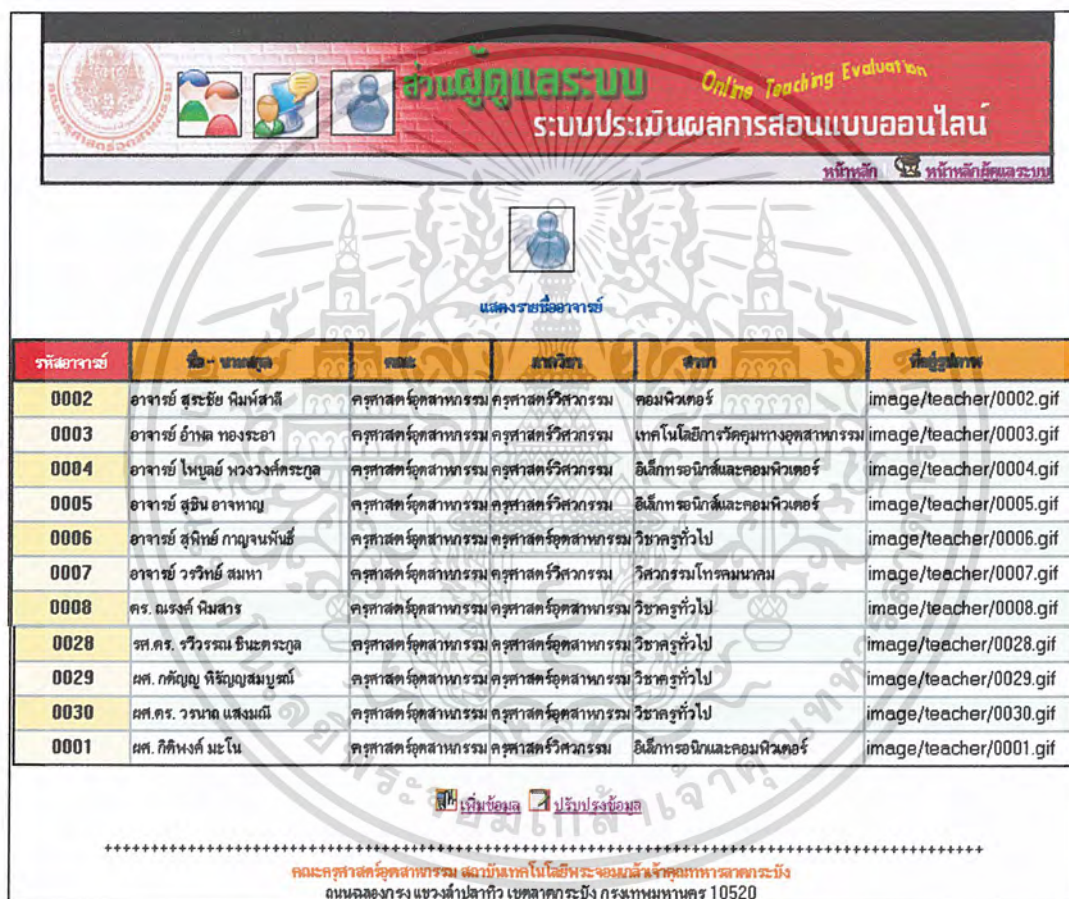 คณะครุศาสตร์อุตสาหกรรม
ส่วนผู้ดูแลระบบ Online Teaching Evaluation
ระบบประเมินผลการสอนแบบออนไลน์
หน้าหลัก หน้าหลักผู้ดูแลระบบ
แสดงรายชื่ออาจารย์
รหัสอาจารย์ ชื่อ - นามสกุล คณะ ภาควิชา สาขา ที่อยู่รูปภาพ
0002 อาจารย์ สุระชัย พิมพ์สาลี ครุศาสตร์อุตสาหกรรม ครุศาสตร์วิศวกรรม คอมพิวเตอร์ image/teacher/0002.gif
0003 อาจารย์ อำพล ทองระอา ครุศาสตร์อุตสาหกรรม ครุศาสตร์วิศวกรรม เทคโนโลยีการวัดคุมทางอุตสาหกรรม image/teacher/0003.gif
0004 อาจารย์ ไพบูลย์ พวงวงศ์ตระกูล ครุศาสตร์อุตสาหกรรม ครุศาสตร์วิศวกรรม อิเล็กทรอนิกส์และคอมพิวเตอร์ image/teacher/0004.gif
0005 อาจารย์ สุชิน อาจหาญ ครุศาสตร์อุตสาหกรรม ครุศาสตร์วิศวกรรม อิเล็กทรอนิกส์และคอมพิวเตอร์ image/teacher/0005.gif
0006 อาจารย์ สุพิทย์ กาญจนพันธ์ ครุศาสตร์อุตสาหกรรม ครุศาสตร์อุตสาหกรรม วิชาครูทั่วไป image/teacher/0006.gif
0007 อาจารย์ วรวิทย์ สมหา ครุศาสตร์อุตสาหกรรม ครุศาสตร์วิศวกรรม วิศวกรรมโทรคมนาคม image/teacher/0007.gif
0008 ดร. ณรงค์ พิมสาร ครุศาสตร์อุตสาหกรรม ครุศาสตร์อุตสาหกรรม วิชาครูทั่วไป image/teacher/0008.gif
0028 รศ.ดร. รวีวรรณ ชินะตระกูล ครุศาสตร์อุตสาหกรรม ครุศาสตร์อุตสาหกรรม วิชาครูทั่วไป image/teacher/0028.gif
0029 ผศ. กตัญญู หิรัญญสมบูรณ์ ครุศาสตร์อุตสาหกรรม ครุศาสตร์อุตสาหกรรม วิชาครูทั่วไป image/teacher/0029.gif
0030 ผศ.ดร. วรนาถ แสงมณี ครุศาสตร์อุตสาหกรรม ครุศาสตร์อุตสาหกรรม วิชาครูทั่วไป image/teacher/0030.gif
0001 ผศ. กิติพงค์ มะโน ครุศาสตร์อุตสาหกรรม ครุศาสตร์วิศวกรรม อิเล็กทรอนิกและคอมพิวเตอร์ image/teacher/0001.gif
เพิ่มข้อมูล ปรับปรุงข้อมูล
คณะครุศาสตร์อุตสาหกรรม สถาบันเทคโนโลยีพระจอมเกล้าเจ้าคุณทหารลาดกระบัง
ถนนฉลองกรุง แขวงลำปลาทิว เขตลาดกระบัง กรุงเทพมหานคร 10520